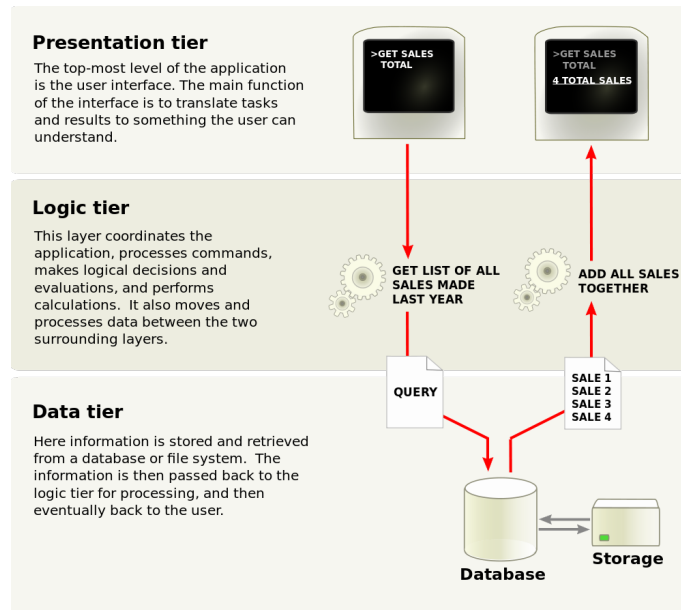 Presentation tier
The top-most level of the application
is the user interface. The main function
of the interface is to translate tasks
and results to something the user can
understand.
>GET SALES
TOTAL
>GET SALES
TOTAL
4 TOTAL SALES
Logic tier
This layer coordinates the
application, processes commands,
makes logical decisions and
evaluations, and performs
calculations.  It also moves and
processes data between the two
surrounding layers.
GET LIST OF ALL
SALES MADE
LAST YEAR
ADD ALL SALES
TOGETHER
Data tier
Here information is stored and retrieved
from a database or file system.  The
information is then passed back to the
logic tier for processing, and then
eventually back to the user.
QUERY
SALE 1
SALE 2
SALE 3
SALE 4
Database
Storage